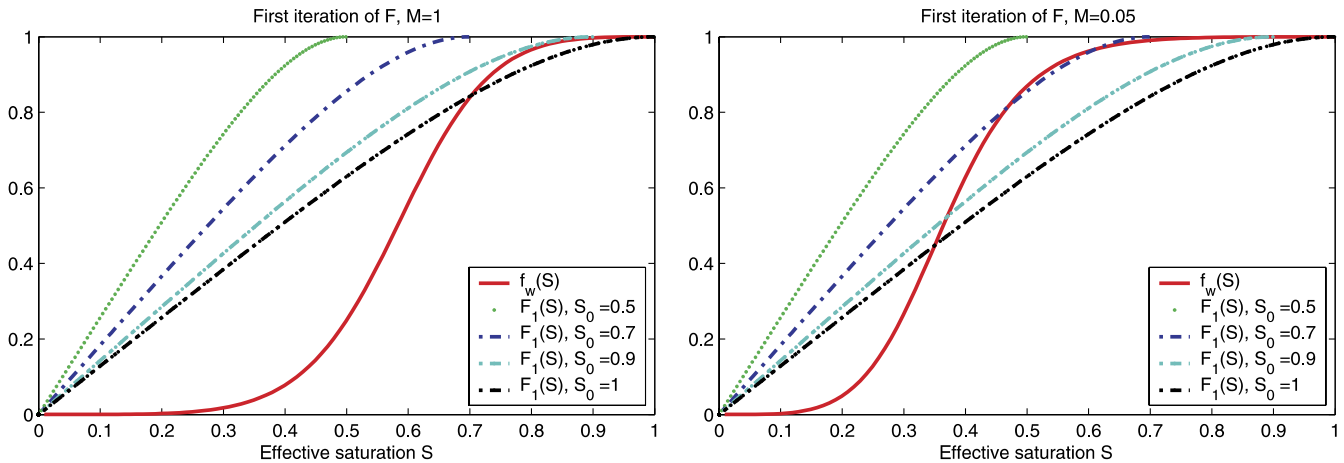 First iteration of F, M=1
1
0.8
0.6
0.4
0.2
0
0 0.1 0.2 0.3 0.4 0.5 0.6 0.7 0.8 0.9 1
Effective saturation S
f_w(S)
F_1(S), S_0 =0.5
F_1(S), S_0 =0.7
F_1(S), S_0 =0.9
F_1(S), S_0 =1
First iteration of F, M=0.05
1
0.8
0.6
0.4
0.2
0
0 0.1 0.2 0.3 0.4 0.5 0.6 0.7 0.8 0.9 1
Effective saturation S
f_w(S)
F_1(S), S_0 =0.5
F_1(S), S_0 =0.7
F_1(S), S_0 =0.9
F_1(S), S_0 =1